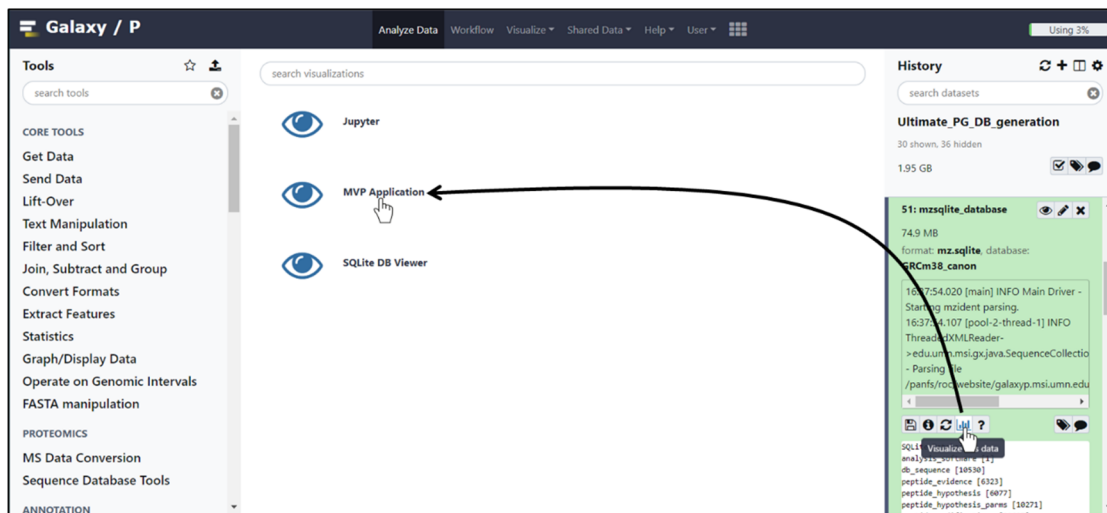 Galaxy / P
Analyze Data Workflow Visualize Shared Data Help User
Using 3%
Tools
search tools
CORE TOOLS
Get Data
Send Data
Lift-Over
Text Manipulation
Filter and Sort
Join, Subtract and Group
Convert Formats
Extract Features
Statistics
Graph/Display Data
Operate on Genomic Intervals
FASTA manipulation
PROTEOMICS
MS Data Conversion
Sequence Database Tools
ANNOTATION
search visualizations
Jupyter
MVP Application
SQLite DB Viewer
History
search datasets
Ultimate_PG_DB_generation
30 shown, 36 hidden
1.95 GB
51: mzsqlite_database
74.9 MB
format: mz.sqlite, database:
GRCm38_canon
16:37:54.020 [main] INFO Main Driver -
Starting mzident parsing.
16:37:54.107 [pool-2-thread-1] INFO
ThreadedXMLReader-
>edu.umn.msi.gx.java.SequenceCollectio
- Parsing file
/panfs/roc/website/galaxyp.msi.umn.edu
Visualize data
analysis_software [1]
db_sequence [10530]
peptide_evidence [6323]
peptide_hypothesis [6077]
peptide_hypothesis_parms [10271]